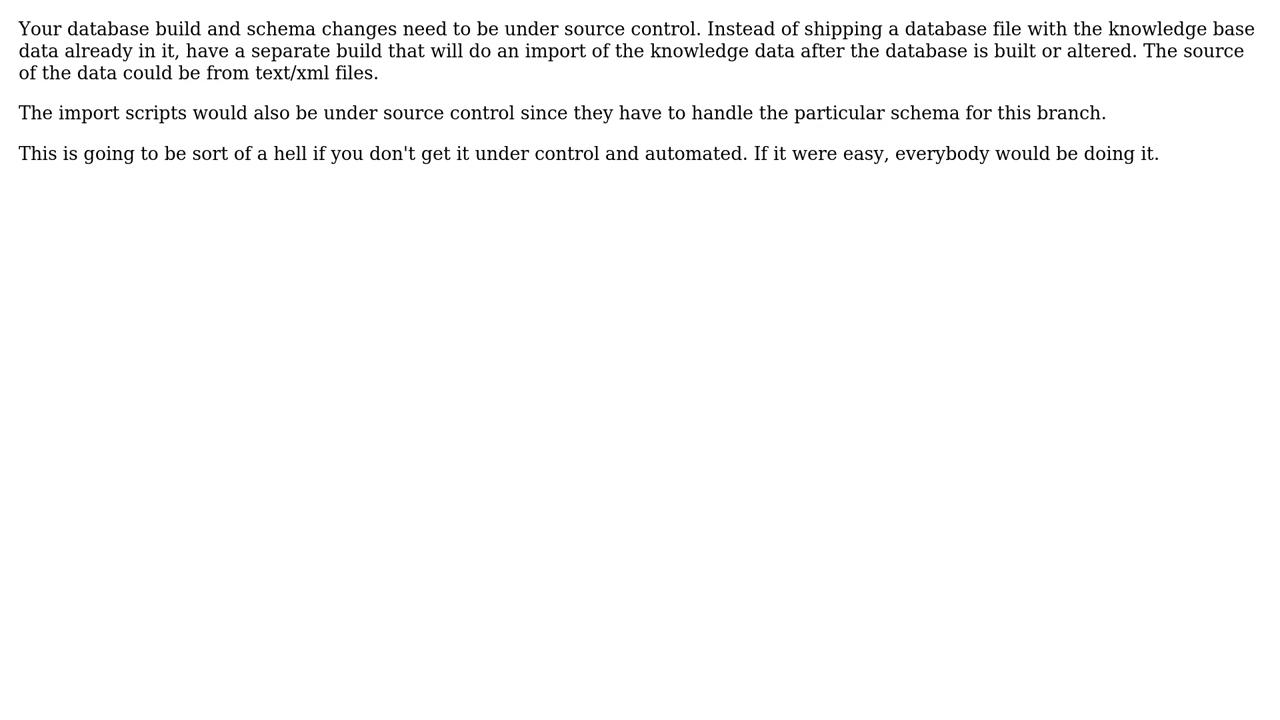 Your database build and schema changes need to be under source control. Instead of shipping a database file with the knowledge base
data already in it, have a separate build that will do an import of the knowledge data after the database is built or altered. The source
of the data could be from text/xml files.
The import scripts would also be under source control since they have to handle the particular schema for this branch.
This is going to be sort of a hell if you don't get it under control and automated. If it were easy, everybody would be doing it.